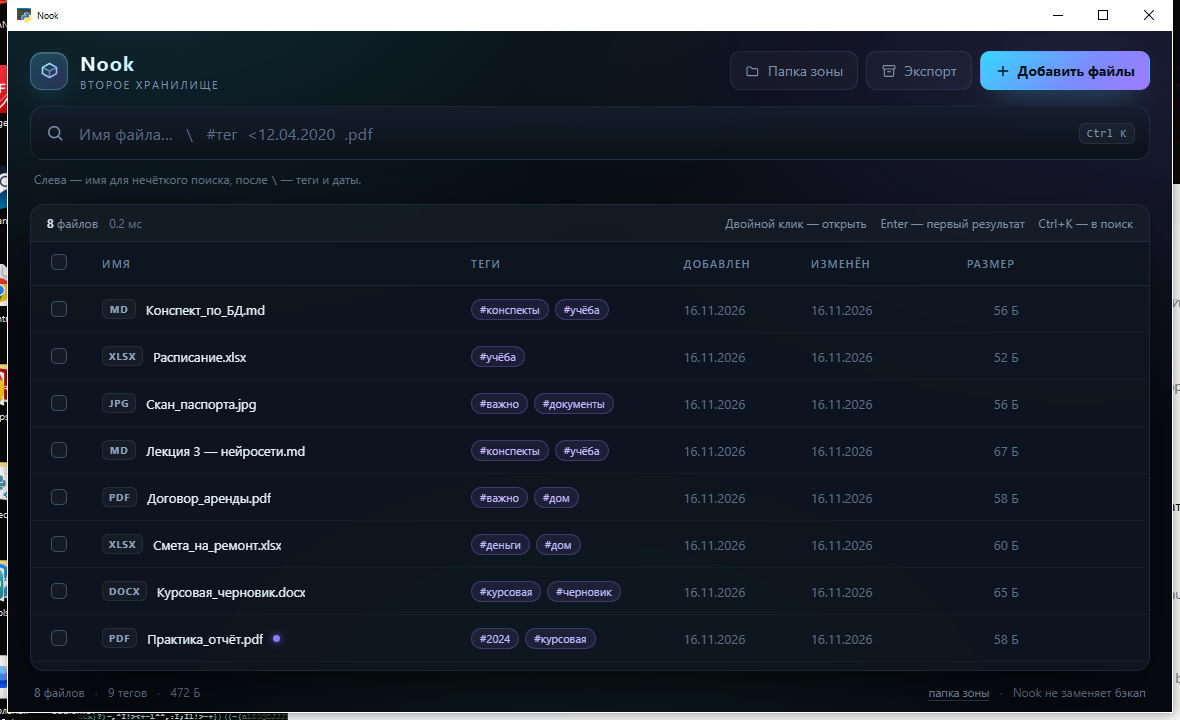 Nook
Nook
ВТОРОЕ ХРАНИЛИЩЕ
Папка зоны
Экспорт
+ Добавить файлы
Имя файла... \ #тег <12.04.2020 .pdf
Ctrl K
Слева — имя для нечёткого поиска, после \ — теги и даты.
8 файлов 0.2 мс Двойной клик — открыть Enter — первый результат Ctrl+K — в поиск
ИМЯ ТЕГИ ДОБАВЛЕН ИЗМЕНЁН РАЗМЕР
MD Конспект_по_БД.md #конспекты #учёба 16.11.2026 16.11.2026 56 Б
XLSX Расписание.xlsx #учёба 16.11.2026 16.11.2026 52 Б
JPG Скан_паспорта.jpg #важно #документы 16.11.2026 16.11.2026 56 Б
MD Лекция 3 — нейросети.md #конспекты #учёба 16.11.2026 16.11.2026 67 Б
PDF Договор_аренды.pdf #важно #дом 16.11.2026 16.11.2026 58 Б
XLSX Смета_на_ремонт.xlsx #деньги #дом 16.11.2026 16.11.2026 60 Б
DOCX Курсовая_черновик.docx #курсовая #черновик 16.11.2026 16.11.2026 65 Б
PDF Практика_отчёт.pdf #2024 #курсовая 16.11.2026 16.11.2026 58 Б
8 файлов · 9 тегов · 472 Б папка зоны · Nook не заменяет бэкап